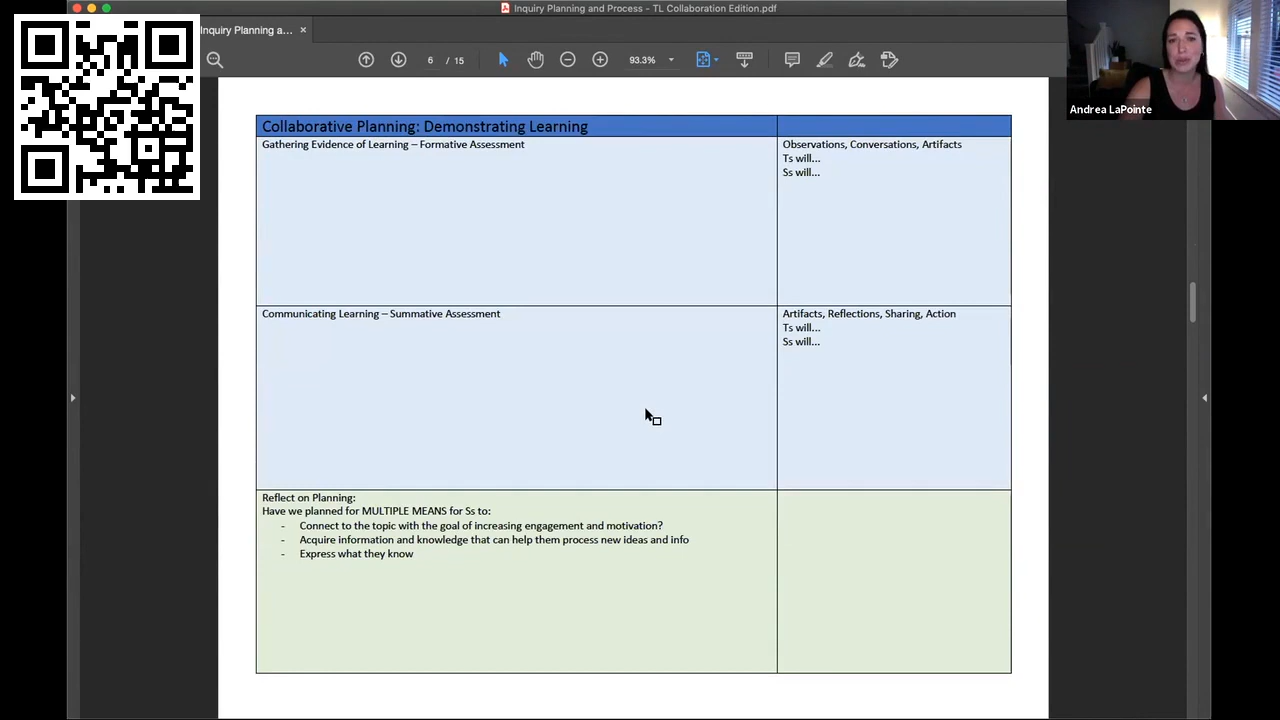 Inquiry Planning and Process - TL Collaboration Edition.pdf
Inquiry Planning a... ×
6 / 15
93.3%
Andrea LaPointe
Collaborative Planning: Demonstrating Learning
Gathering Evidence of Learning – Formative Assessment
Observations, Conversations, Artifacts
Ts will...
Ss will...
Communicating Learning – Summative Assessment
Artifacts, Reflections, Sharing, Action
Ts will...
Ss will...
Reflect on Planning:
Have we planned for MULTIPLE MEANS for Ss to:
- Connect to the topic with the goal of increasing engagement and motivation?
- Acquire information and knowledge that can help them process new ideas and info
- Express what they know